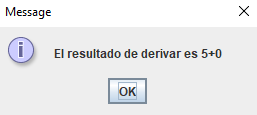 Message
El resultado de derivar es 5+0
OK